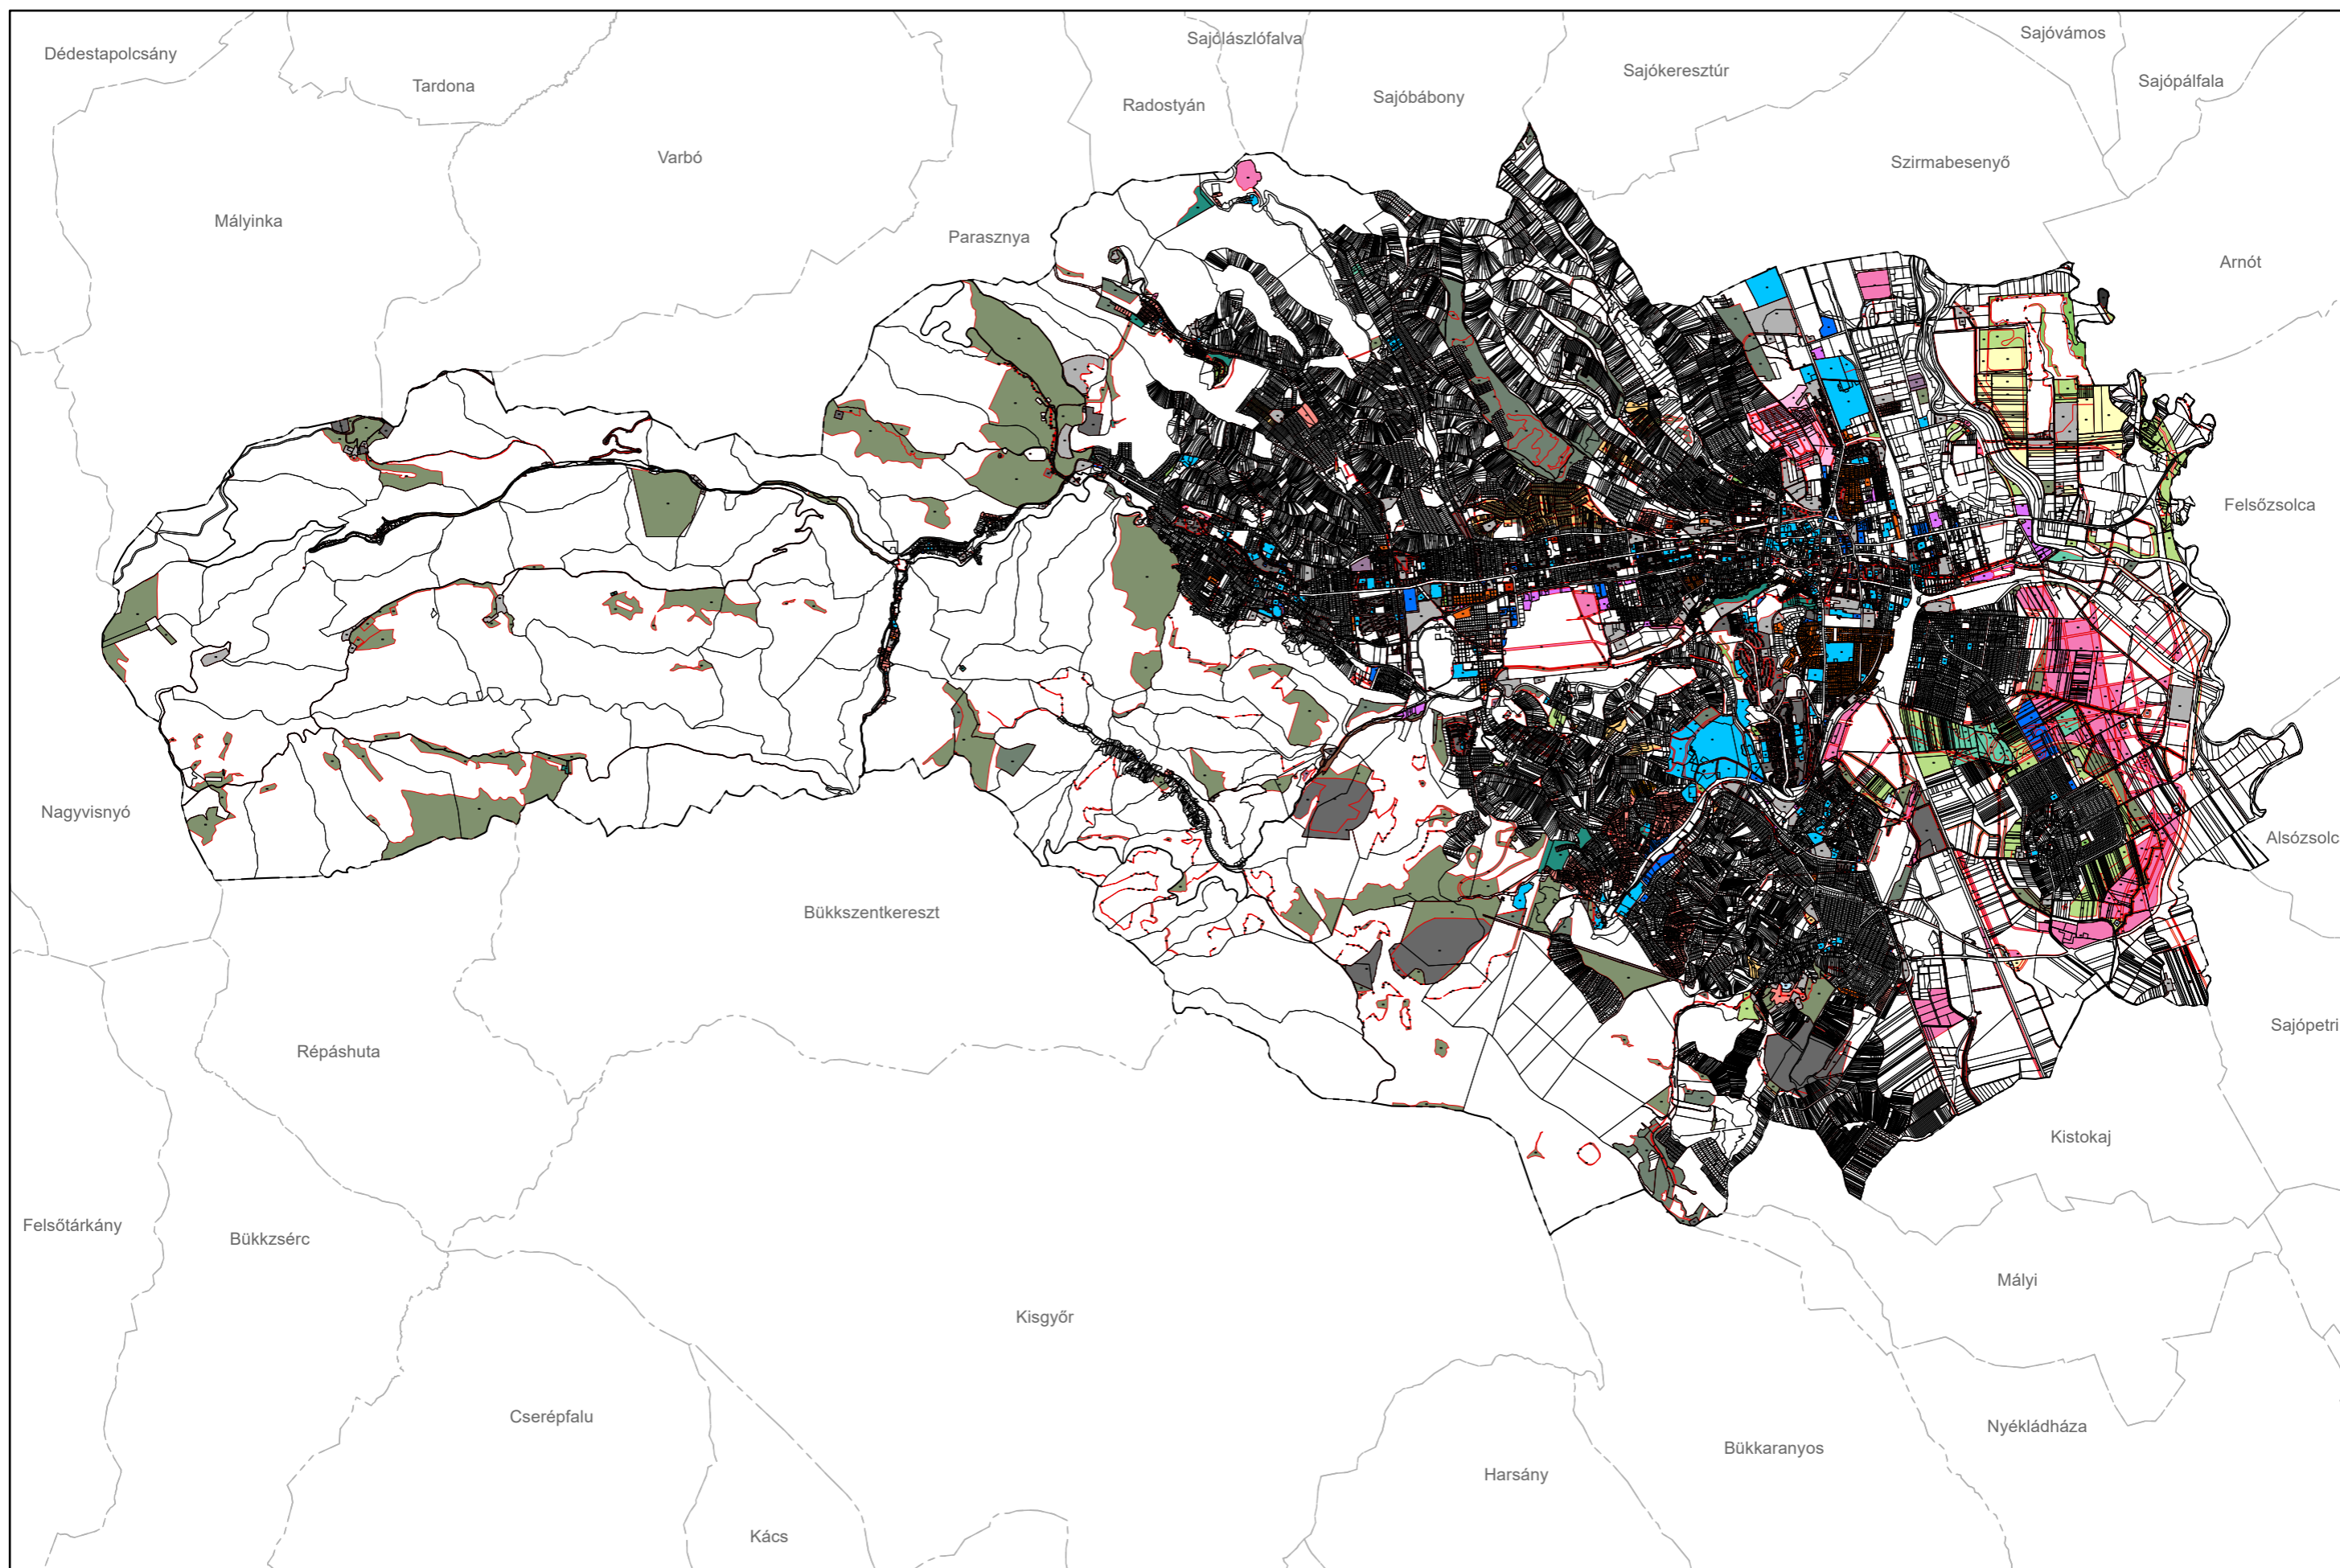 Sajóvámos
Sajólászlófalva
Dédestapolcsány
Sajókeresztúr
Sajópálfala
Tardona
Sajóbábony
Radostyán
Varbó
Szirmabesenyő
Mályinka
Parasznya
Arnót
Felsőzsolca
Nagyvisnyó
Alsózsolc
Bükkszentkereszt
Sajópetri
Répáshuta
Kistokaj
Felsőtárkány
Bükkzsérc
Mályi
Kisgyőr
Cserépfalu
Nyékládháza
Bükkaranyos
Harsány
Kács